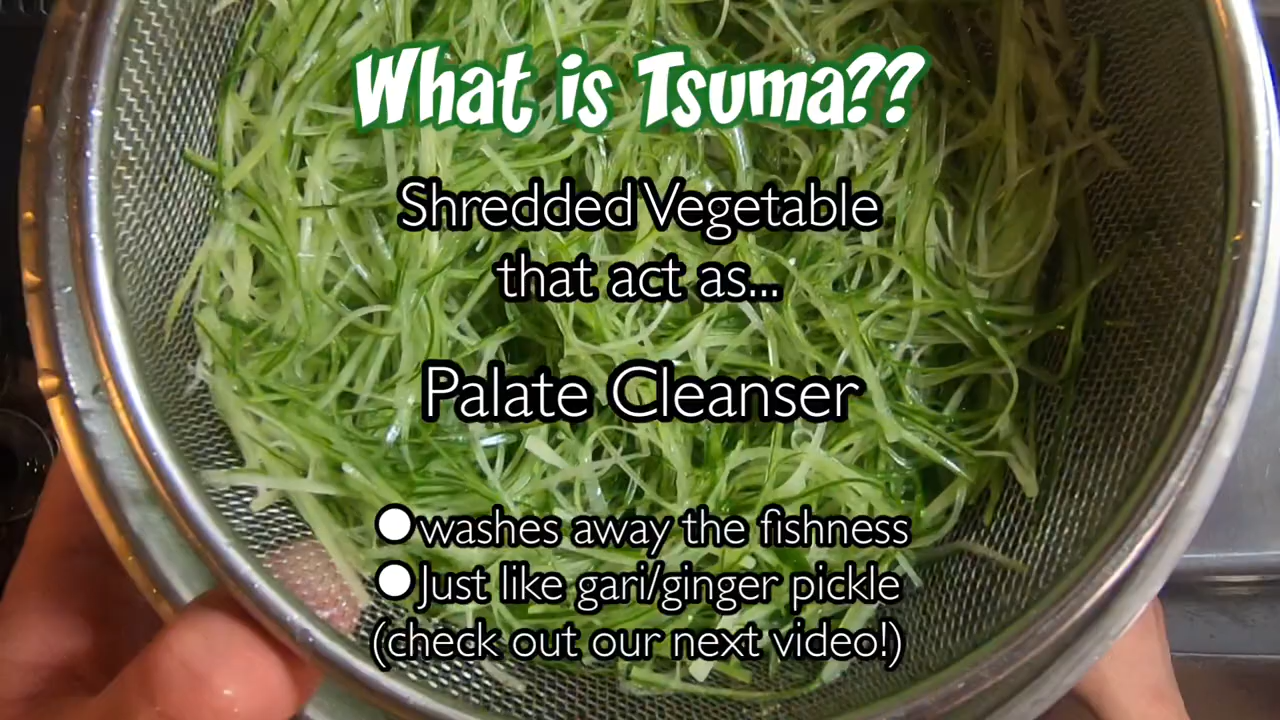 What is Tsuma??
Shredded Vegetable
that act as...
Palate Cleanser
●washes away the fishness
●Just like gari/ginger pickle
(check out our next video!)